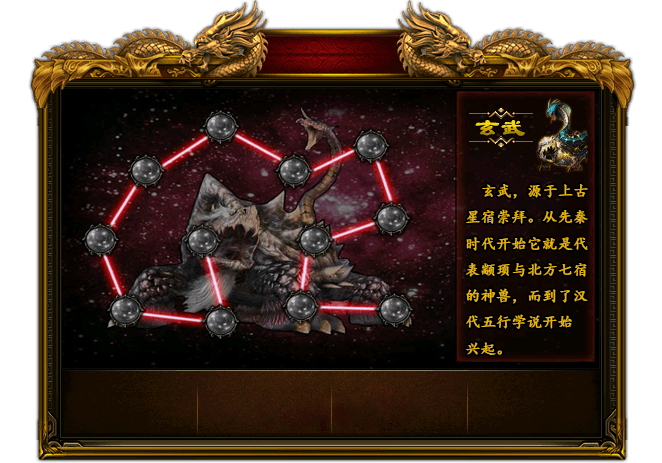 玄武
玄武，源于上古
星宿崇拜。从先秦
时代开始它就是代
表颛顼与北方七宿
的神兽，而到了汉
代五行学说开始
兴起。